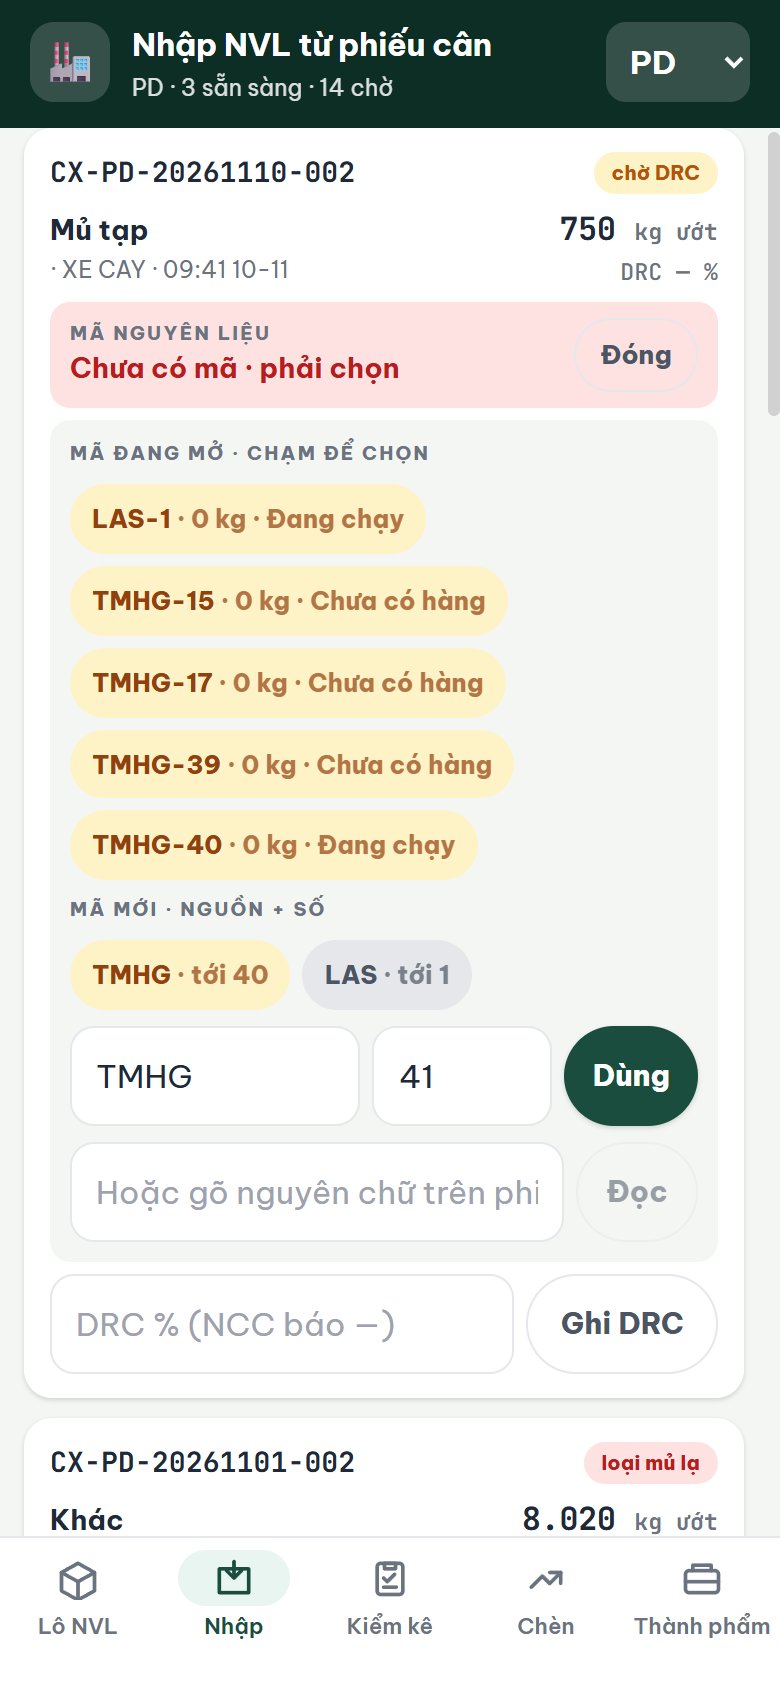 Nhập NVL từ phiếu cân
PD · 3 sẵn sàng · 14 chờ
PD
CX-PD-20261110-002
chờ DRC
Mủ tạp
750 kg ướt
· XE CAY · 09:41 10-11
DRC — %
MÃ NGUYÊN LIỆU
Chưa có mã · phải chọn
Đóng
MÃ ĐANG MỞ · CHẠM ĐỂ CHỌN
LAS-1 · 0 kg · Đang chạy
TMHG-15 · 0 kg · Chưa có hàng
TMHG-17 · 0 kg · Chưa có hàng
TMHG-39 · 0 kg · Chưa có hàng
TMHG-40 · 0 kg · Đang chạy
MÃ MỚI · NGUỒN + SỐ
TMHG · tới 40
LAS · tới 1
TMHG
41
Dùng
Hoặc gõ nguyên chữ trên phi
Đọc
DRC % (NCC báo —)
Ghi DRC
CX-PD-20261101-002
loại mủ lạ
Khác
8.020 kg ướt
Lô NVL
Nhập
Kiểm kê
Chèn
Thành phẩm